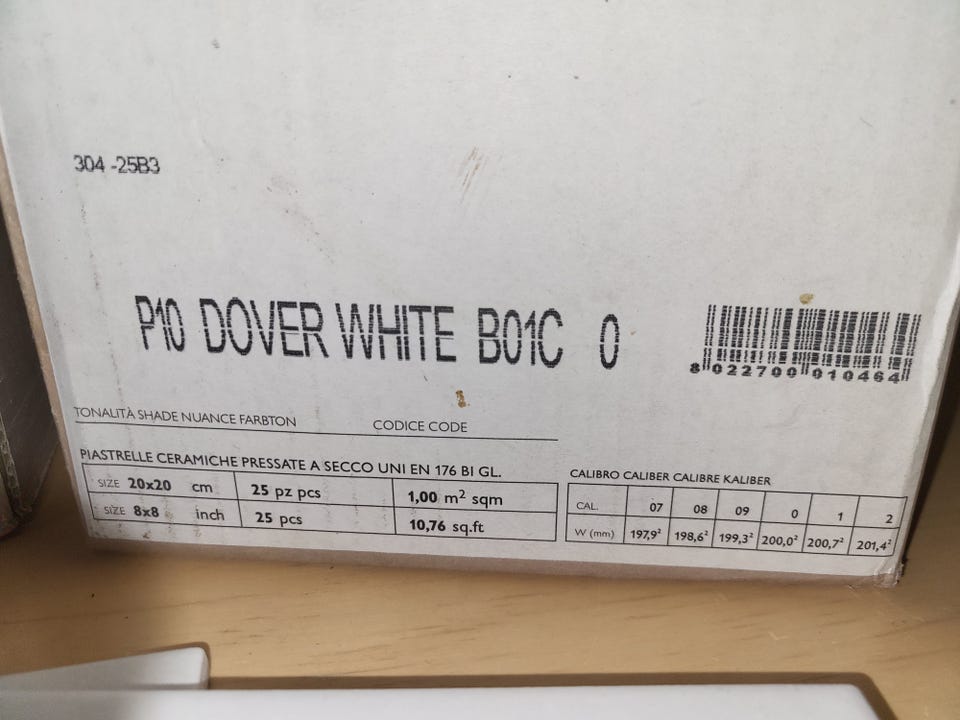 304 -25B3
P10 DOVER WHITE B01C 0
8 022700 010464
TONALITÀ SHADE NUANCE FARBTON CODICE CODE
PIASTRELLE CERAMICHE PRESSATE A SECCO UNI EN 176 BI GL.
SIZE 20x20 cm 25 pz pcs 1,00 m² sqm
SIZE 8x8 inch 25 pcs 10,76 sq.ft
CALIBRO CALIBER CALIBRE KALIBER
CAL. 07 08 09 0 1 2
W (mm) 197,9² 198,6² 199,3² 200,0² 200,7² 201,4²